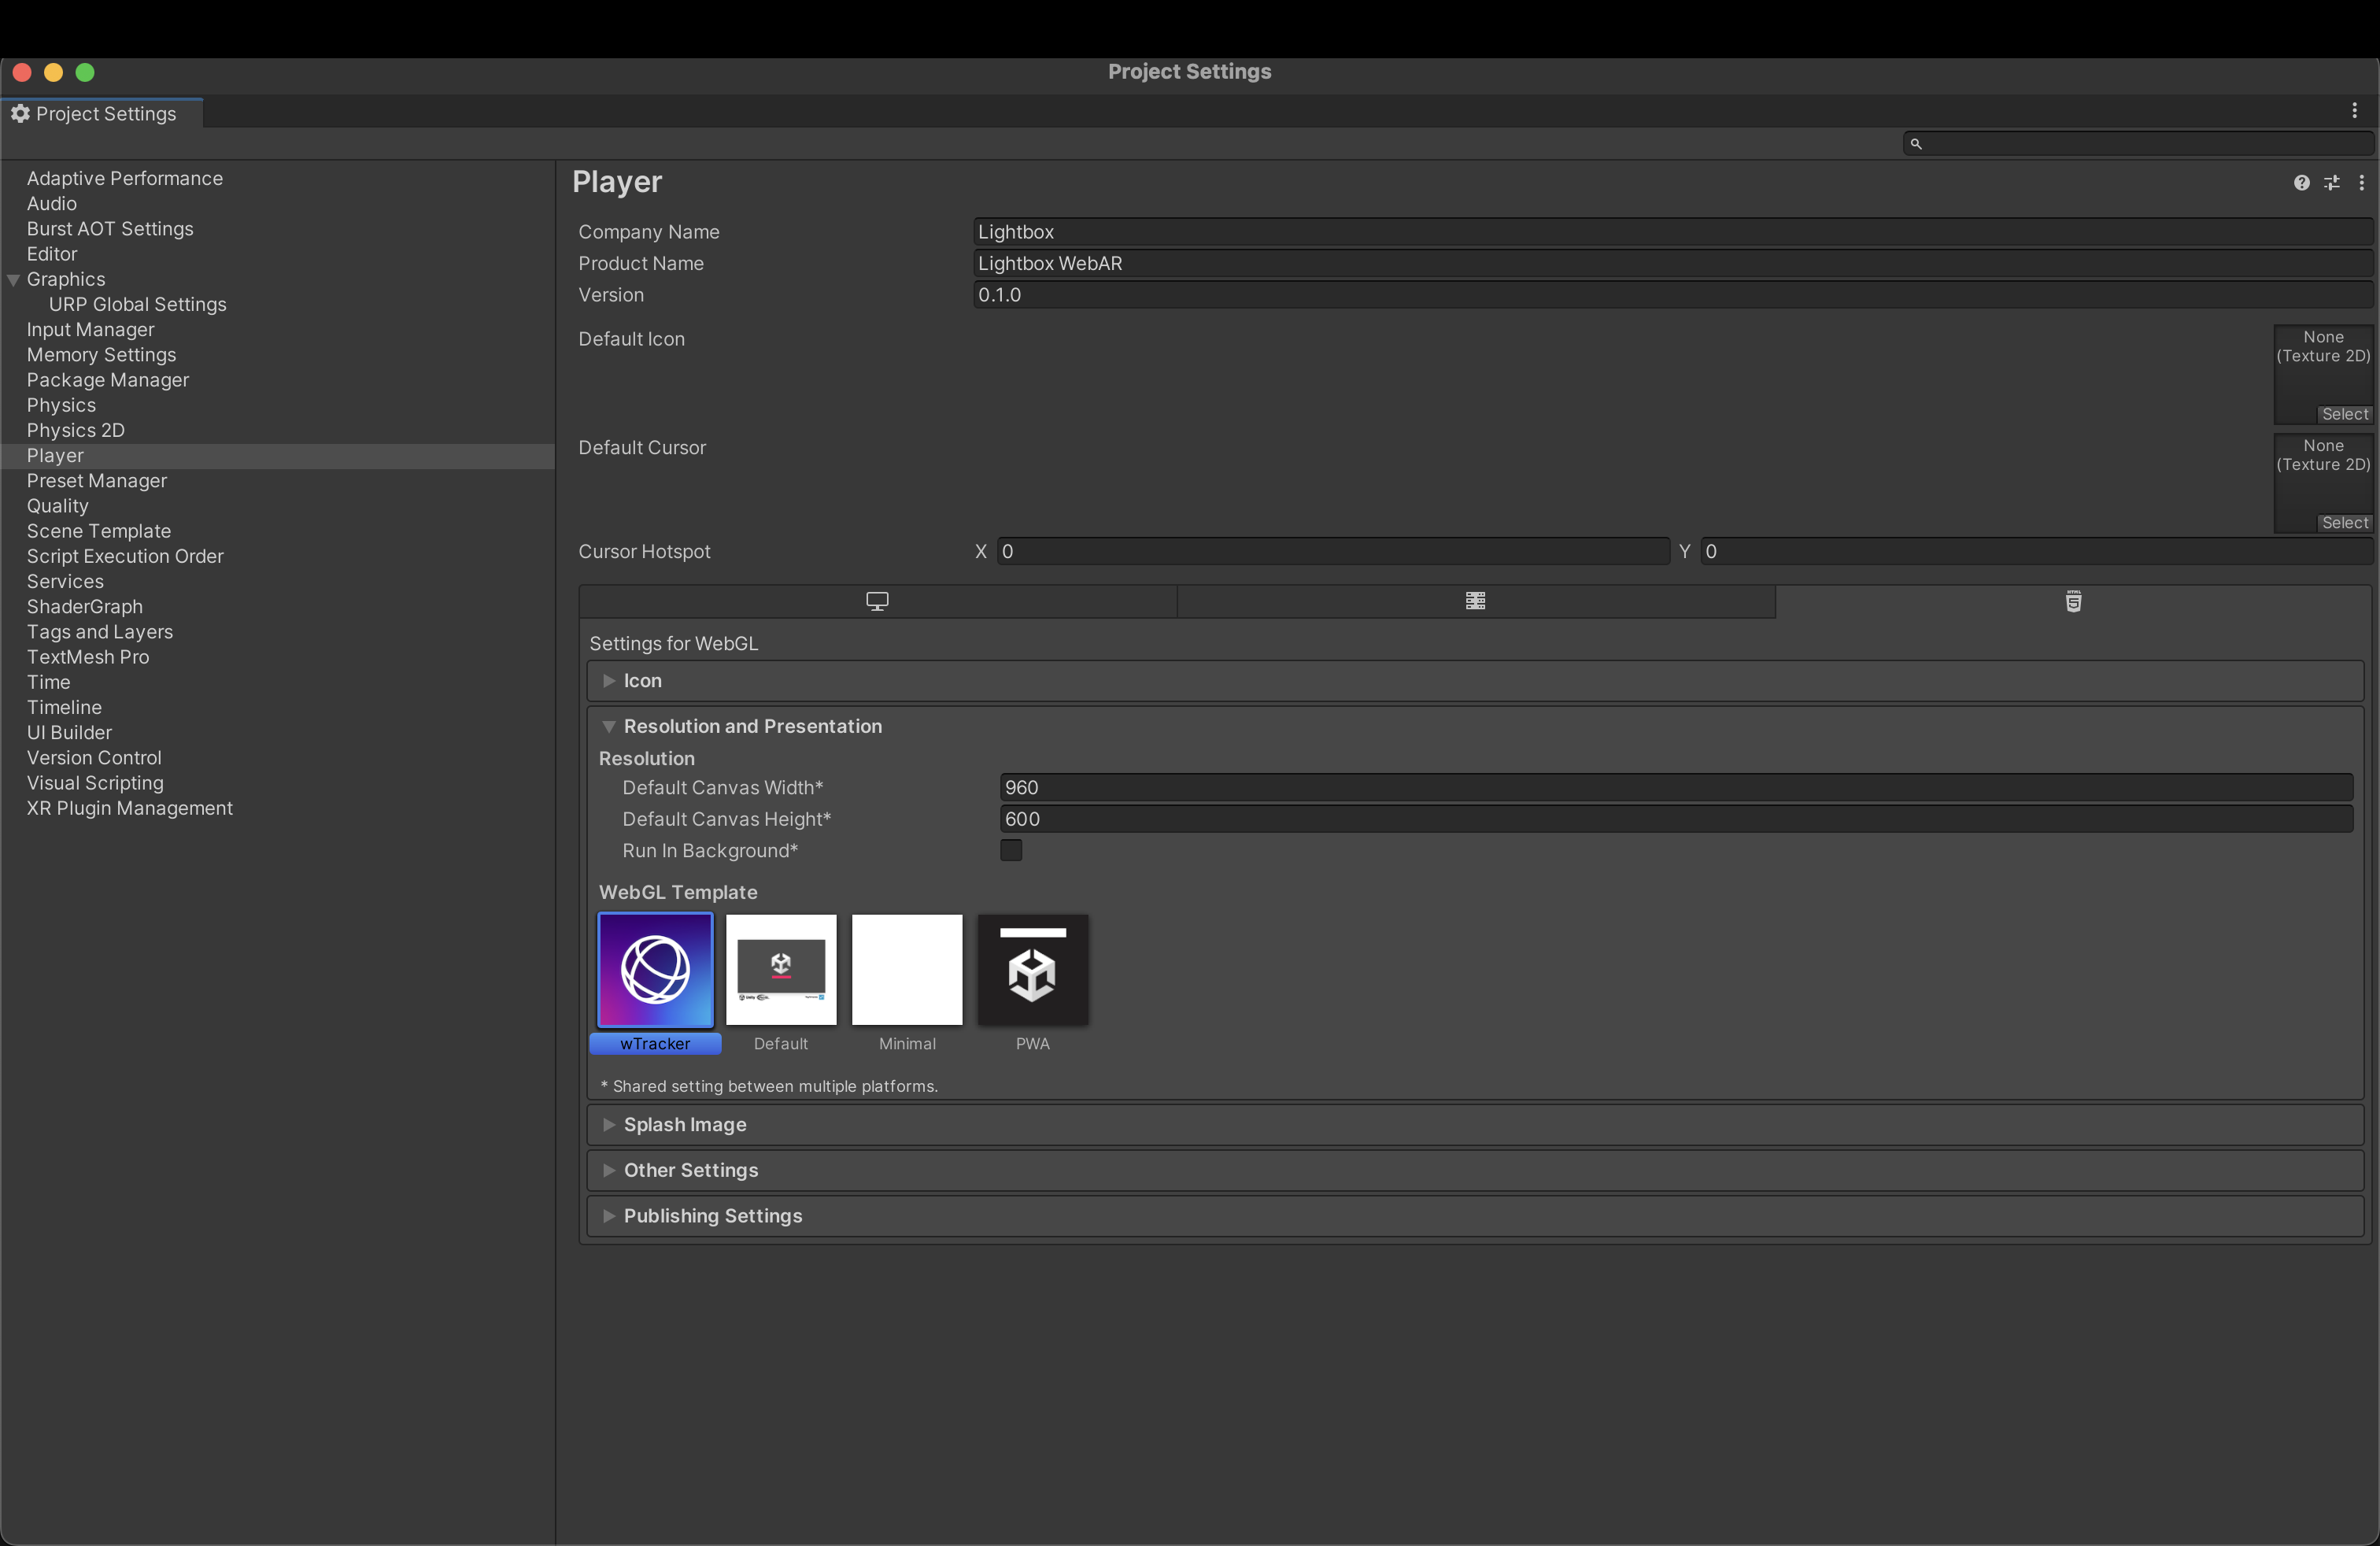 Project Settings
Project Settings
Adaptive Performance
Audio
Burst AOT Settings
Editor
Graphics
URP Global Settings
Input Manager
Memory Settings
Package Manager
Physics
Physics 2D
Player
Preset Manager
Quality
Scene Template
Script Execution Order
Services
ShaderGraph
Tags and Layers
TextMesh Pro
Time
Timeline
UI Builder
Version Control
Visual Scripting
XR Plugin Management
Player
Company Name Lightbox
Product Name Lightbox WebAR
Version 0.1.0
Default Icon
None
(Texture 2D)
Select
Default Cursor
None
(Texture 2D)
Select
Cursor Hotspot X 0 Y 0
Settings for WebGL
Icon
Resolution and Presentation
Resolution
Default Canvas Width* 960
Default Canvas Height* 600
Run In Background*
WebGL Template
wTracker Default Minimal PWA
* Shared setting between multiple platforms.
Splash Image
Other Settings
Publishing Settings